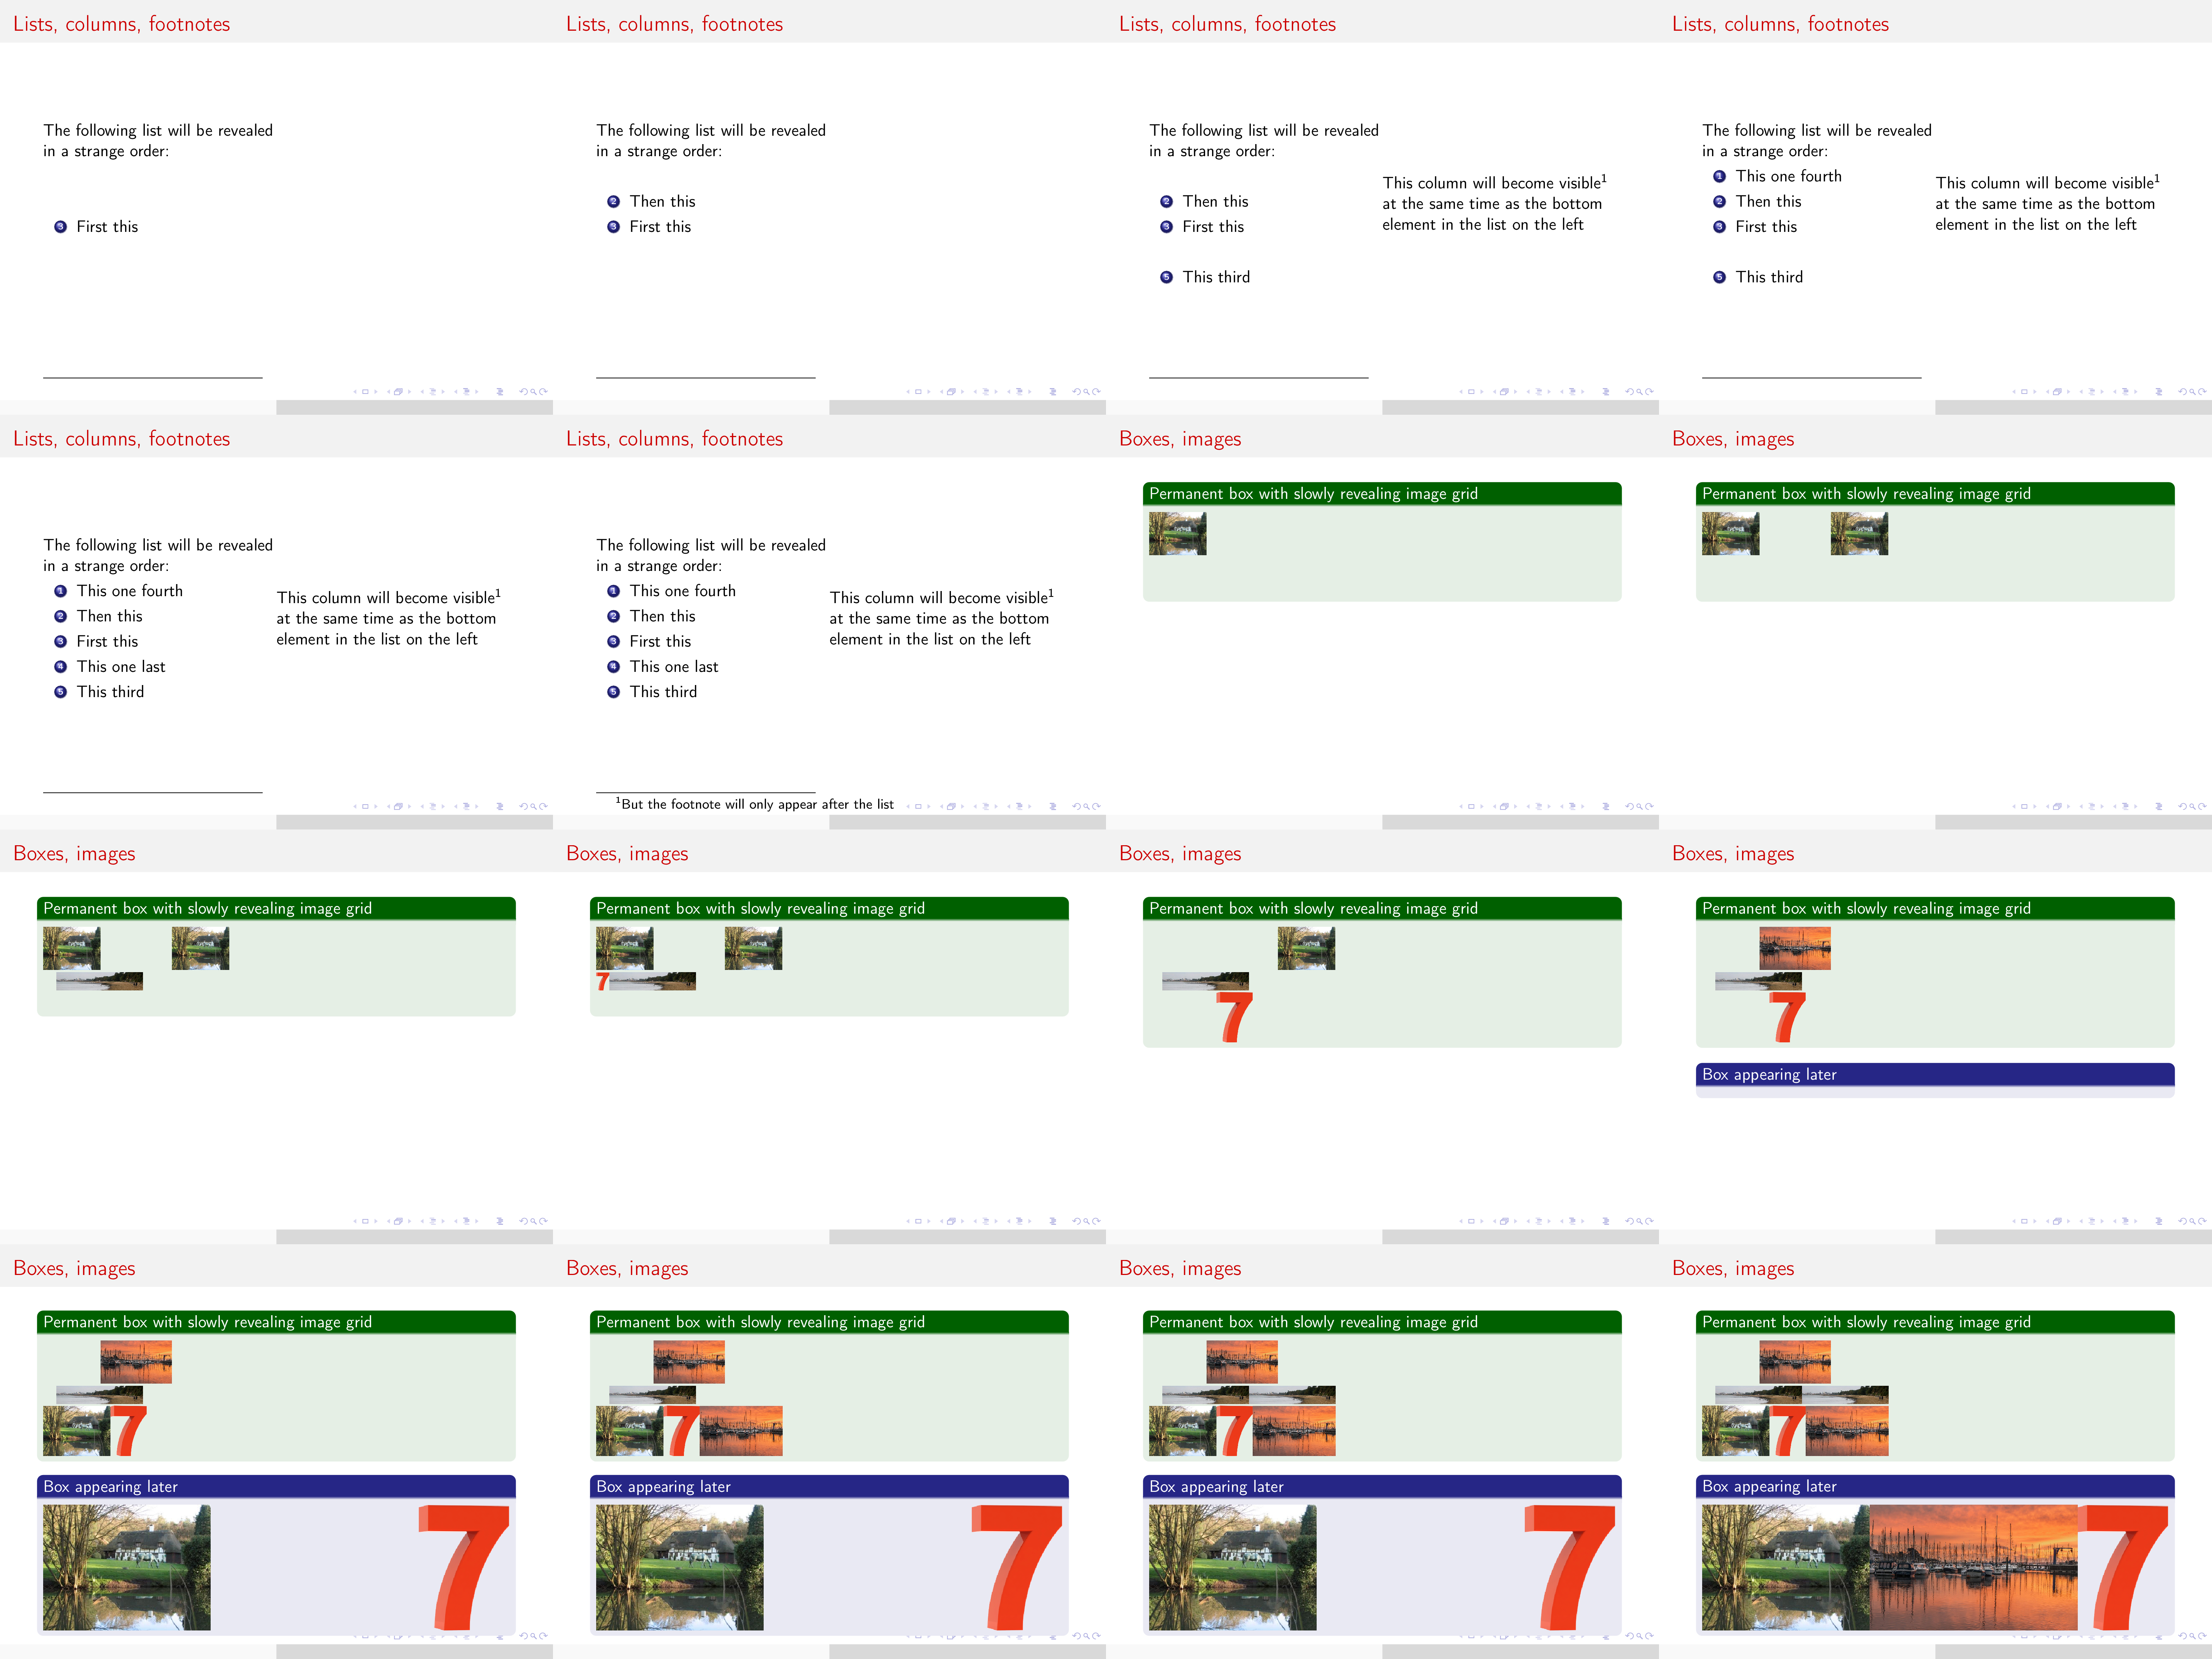 Lists, columns, footnotes
The following list will be revealed
in a strange order:
3 First this
Lists, columns, footnotes
The following list will be revealed
in a strange order:
2 Then this
3 First this
Lists, columns, footnotes
The following list will be revealed
in a strange order:
2 Then this
3 First this
5 This third
This column will become visible1
at the same time as the bottom
element in the list on the left
Lists, columns, footnotes
The following list will be revealed
in a strange order:
1 This one fourth
2 Then this
3 First this
5 This third
This column will become visible1
at the same time as the bottom
element in the list on the left
Lists, columns, footnotes
The following list will be revealed
in a strange order:
1 This one fourth
2 Then this
3 First this
4 This one last
5 This third
This column will become visible1
at the same time as the bottom
element in the list on the left
Lists, columns, footnotes
The following list will be revealed
in a strange order:
1 This one fourth
2 Then this
3 First this
4 This one last
5 This third
This column will become visible1
at the same time as the bottom
element in the list on the left
1But the footnote will only appear after the list
Boxes, images
Permanent box with slowly revealing image grid
Boxes, images
Permanent box with slowly revealing image grid
Boxes, images
Permanent box with slowly revealing image grid
Boxes, images
Permanent box with slowly revealing image grid
7
Boxes, images
Permanent box with slowly revealing image grid
7
Boxes, images
Permanent box with slowly revealing image grid
7
Box appearing later
Boxes, images
Permanent box with slowly revealing image grid
7
Box appearing later
7
Boxes, images
Permanent box with slowly revealing image grid
7
Box appearing later
7
Boxes, images
Permanent box with slowly revealing image grid
7
Box appearing later
7
Boxes, images
Permanent box with slowly revealing image grid
7
Box appearing later
7